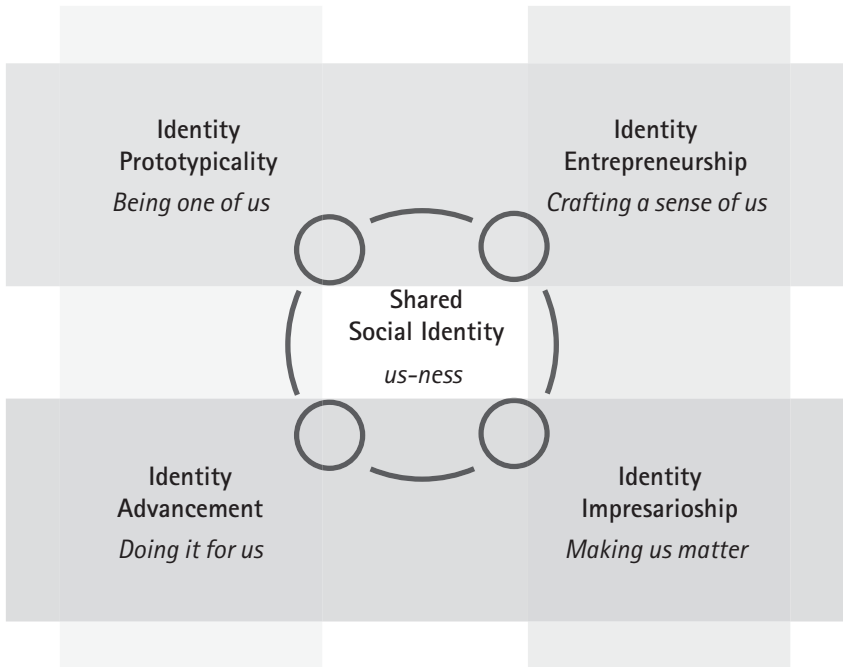 Identity
Prototypicality
Being one of us
Identity
Entrepreneurship
Crafting a sense of us
Shared
Social Identity
us-ness
Identity
Advancement
Doing it for us
Identity
Impresarioship
Making us matter